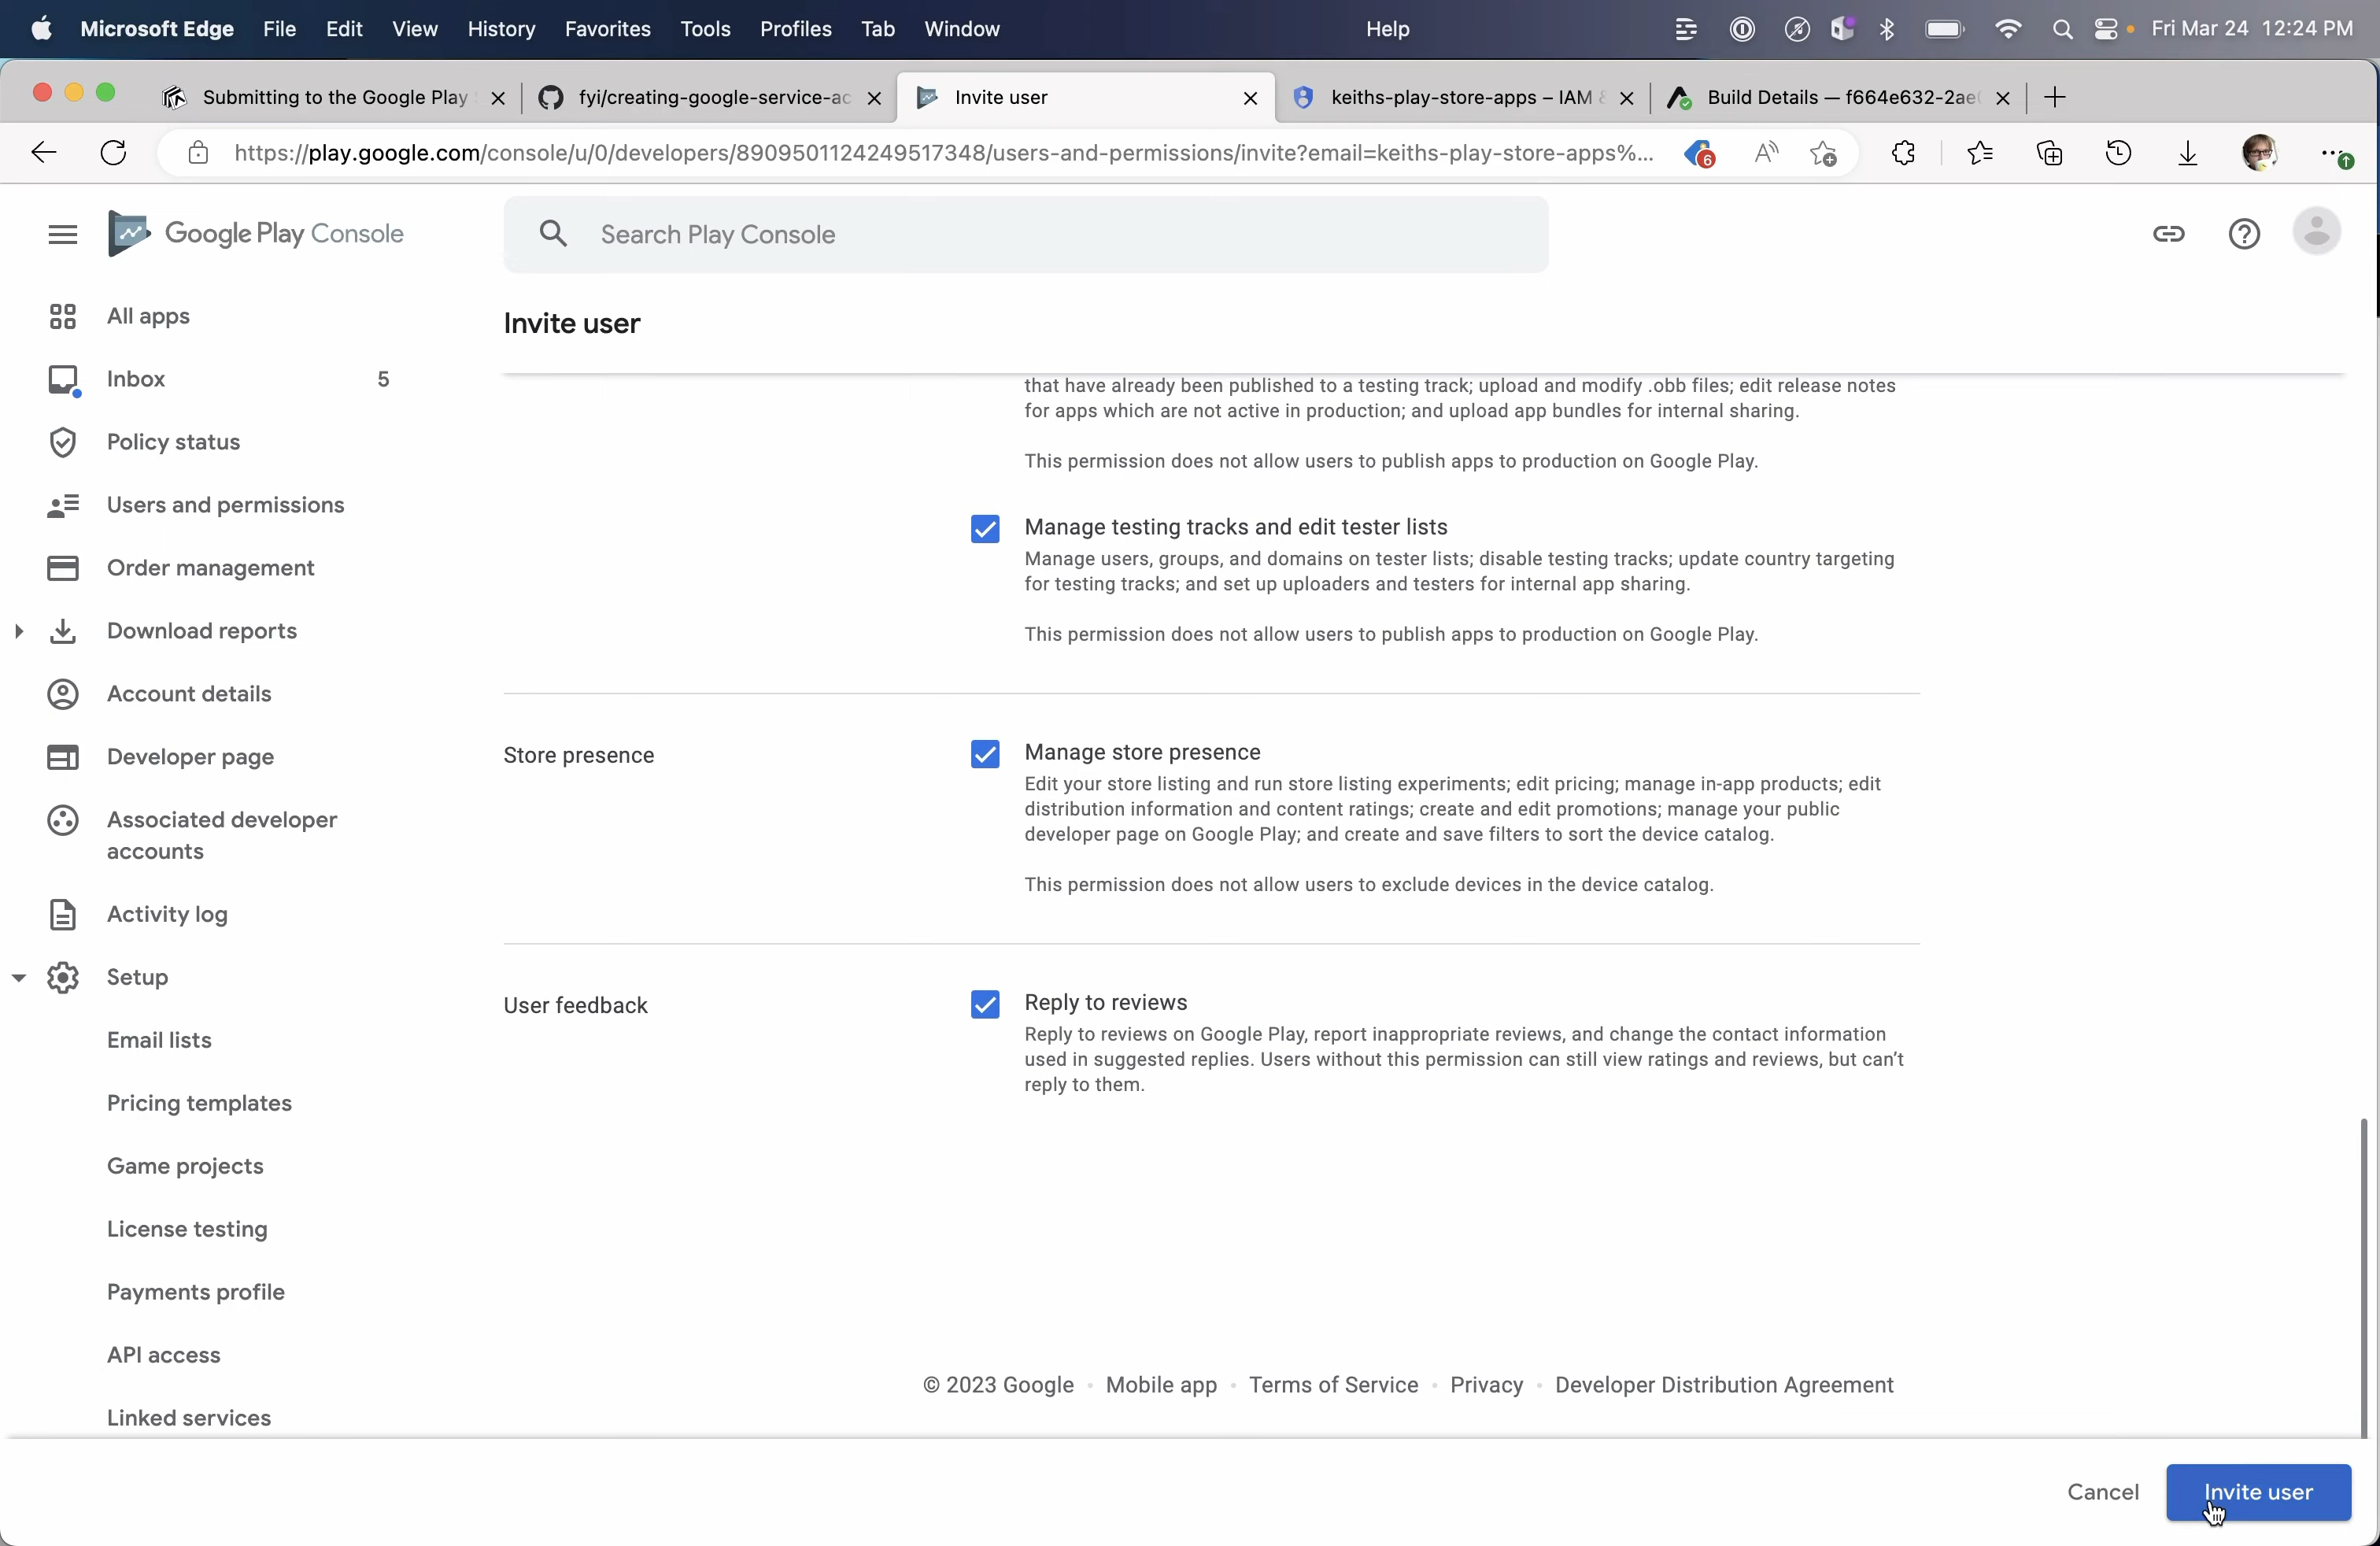 Microsoft Edge File Edit View History Favorites Tools Profiles Tab Window Help Fri Mar 24 12:24 PM
Submitting to the Google Play
fyi/creating-google-service-ac
Invite user
keiths-play-store-apps – IAM &
Build Details — f664e632-2ae
https://play.google.com/console/u/0/developers/8909501124249517348/users-and-permissions/invite?email=keiths-play-store-apps%...
6
Google Play Console
Search Play Console
All apps
Inbox 5
Policy status
Users and permissions
Order management
Download reports
Account details
Developer page
Associated developer
accounts
Activity log
Setup
Email lists
Pricing templates
Game projects
License testing
Payments profile
API access
Linked services
Invite user
that have already been published to a testing track; upload and modify .obb files; edit release notes
for apps which are not active in production; and upload app bundles for internal sharing.
This permission does not allow users to publish apps to production on Google Play.
Manage testing tracks and edit tester lists
Manage users, groups, and domains on tester lists; disable testing tracks; update country targeting
for testing tracks; and set up uploaders and testers for internal app sharing.
This permission does not allow users to publish apps to production on Google Play.
Store presence
Manage store presence
Edit your store listing and run store listing experiments; edit pricing; manage in-app products; edit
distribution information and content ratings; create and edit promotions; manage your public
developer page on Google Play; and create and save filters to sort the device catalog.
This permission does not allow users to exclude devices in the device catalog.
User feedback
Reply to reviews
Reply to reviews on Google Play, report inappropriate reviews, and change the contact information
used in suggested replies. Users without this permission can still view ratings and reviews, but can't
reply to them.
© 2023 Google · Mobile app · Terms of Service · Privacy · Developer Distribution Agreement
Cancel
Invite user